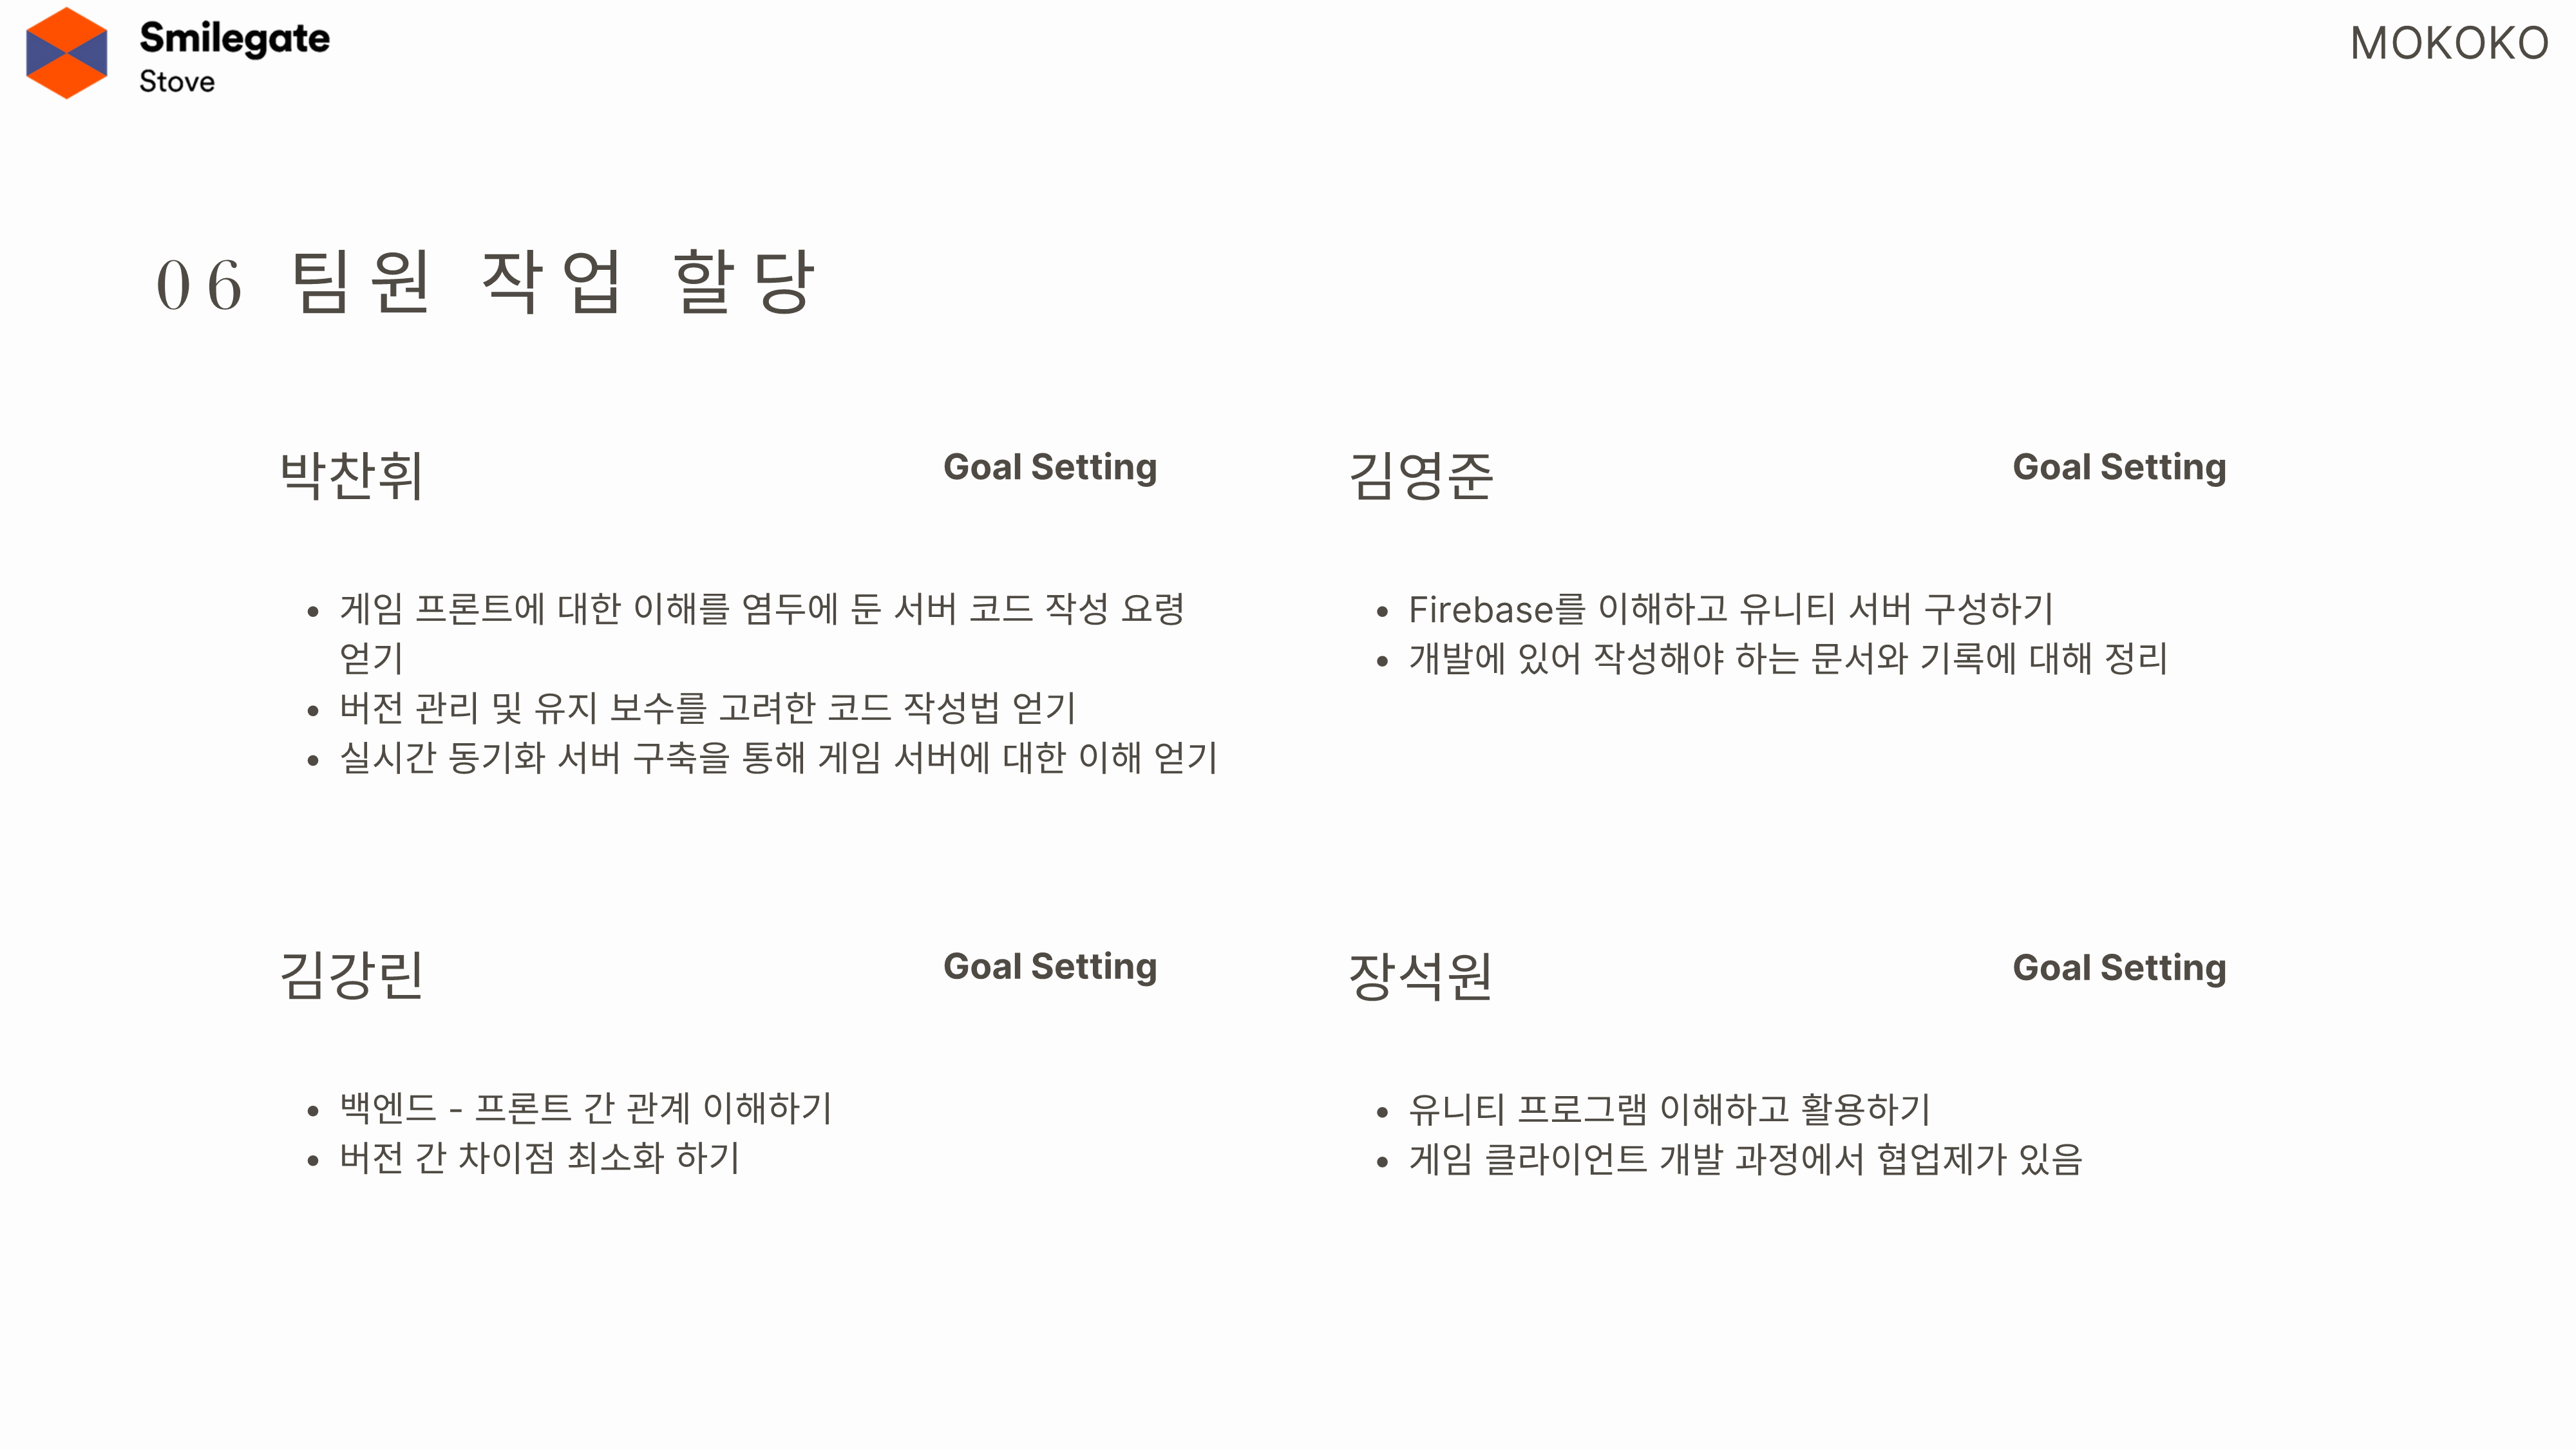 Smilegate
Stove
MOKOKO
06 팀원 작업 할당
박찬휘
Goal Setting
게임 프론트에 대한 이해를 염두에 둔 서버 코드 작성 요령
얻기
버전 관리 및 유지 보수를 고려한 코드 작성법 얻기
실시간 동기화 서버 구축을 통해 게임 서버에 대한 이해 얻기
김영준
Goal Setting
Firebase를 이해하고 유니티 서버 구성하기
개발에 있어 작성해야 하는 문서와 기록에 대해 정리
김강린
Goal Setting
백엔드 - 프론트 간 관계 이해하기
버전 간 차이점 최소화 하기
장석원
Goal Setting
유니티 프로그램 이해하고 활용하기
게임 클라이언트 개발 과정에서 협업제가 있음